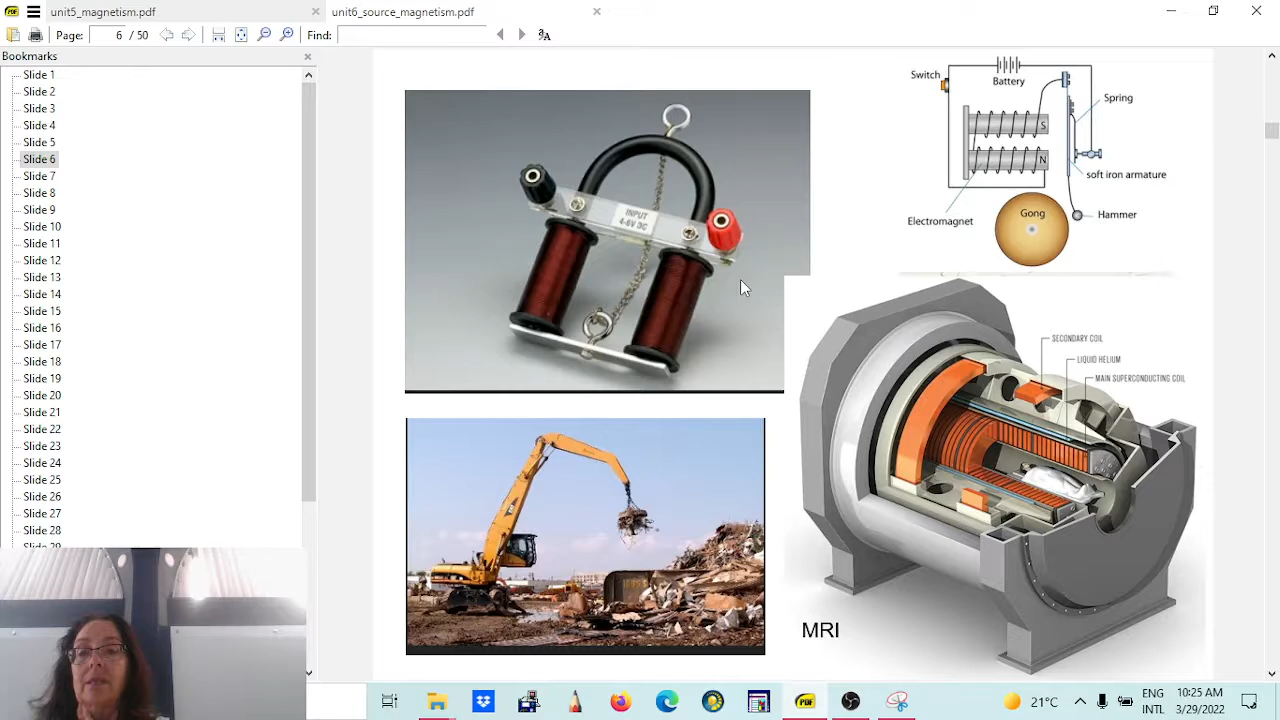 unit5_magnetism.pdf
unit6_source_magnetism.pdf
Page: 6 / 50
Find:
Bookmarks
Slide 1
Slide 2
Slide 3
Slide 4
Slide 5
Slide 6
Slide 7
Slide 8
Slide 9
Slide 10
Slide 11
Slide 12
Slide 13
Slide 14
Slide 15
Slide 16
Slide 17
Slide 18
Slide 19
Slide 20
Slide 21
Slide 22
Slide 23
Slide 24
Slide 25
Slide 26
Slide 27
Slide 28
INPUT
4-6V DC
Switch
Battery
Spring
S
N
soft iron armature
Electromagnet
Gong
Hammer
SECONDARY COIL
LIQUID HELIUM
MAIN SUPERCONDUCTING COIL
MRI
21°C
ENG
INTL
10:25 AM
3/29/2022